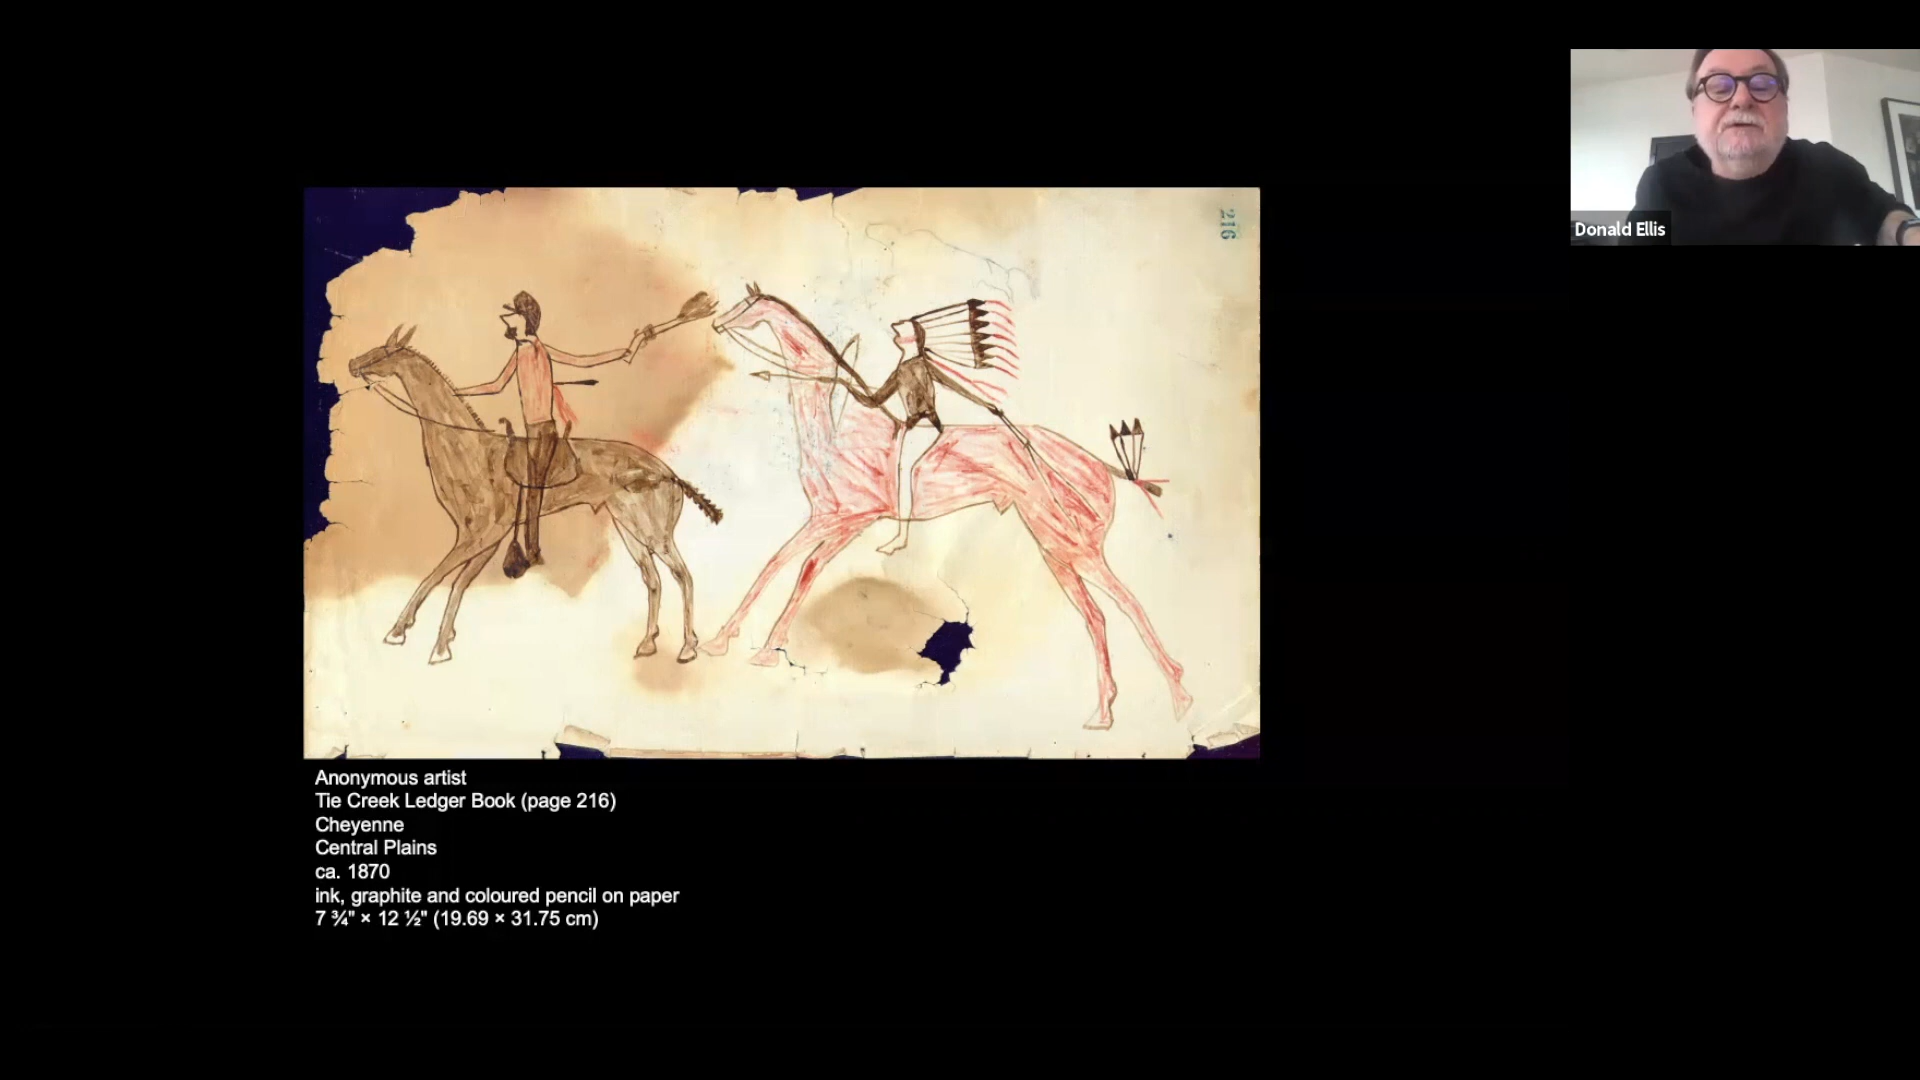 Donald Ellis
216
Anonymous artist
Tie Creek Ledger Book (page 216)
Cheyenne
Central Plains
ca. 1870
ink, graphite and coloured pencil on paper
7 ¾" × 12 ½" (19.69 × 31.75 cm)